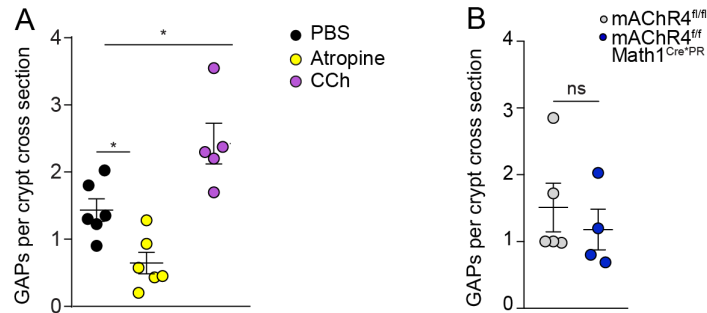 A
GAPs per crypt cross section
4
3
2
1
0
*
*
PBS
Atropine
CCh
B
GAPs per crypt cross section
4
3
2
1
0
ns
mAChR4fl/fl
mAChR4f/f
Math1Cre*PR